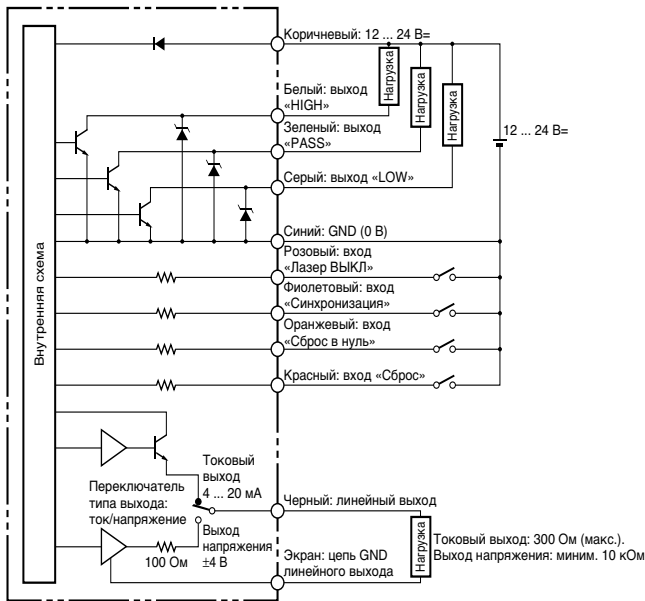 Коричневый: 12 ... 24 В=
Нагрузка
Нагрузка
Нагрузка
Белый: выход
«HIGH»
Зеленый: выход
«PASS»
12 ... 24 В=
Серый: выход «LOW»
Синий: GND (0 В)
Розовый: вход
«Лазер ВЫКЛ»
Фиолетовый: вход
«Синхронизация»
Оранжевый: вход
«Сброс в нуль»
Красный: вход «Сброс»
Внутренняя схема
Токовый
выход
4 ... 20 мА
Переключатель
типа выхода:
ток/напряжение
Черный: линейный выход
Выход
напряжения
±4 В
100 Ом
Экран: цепь GND
линейного выхода
Нагрузка
Токовый выход: 300 Ом (макс.).
Выход напряжения: миним. 10 кОм